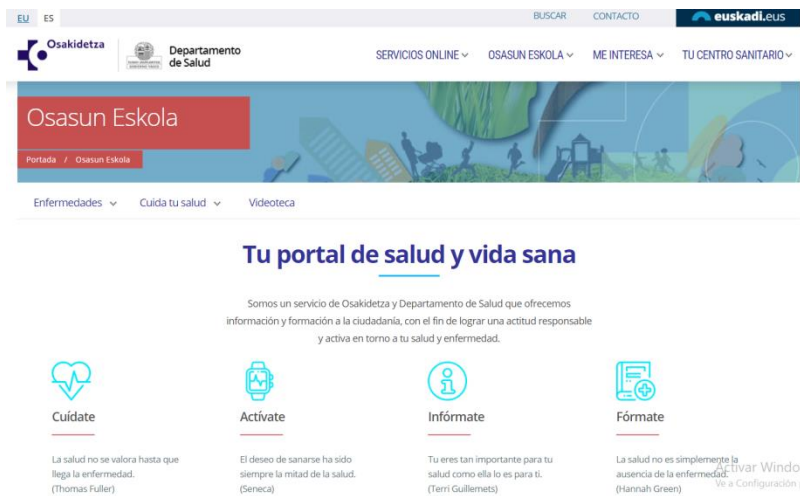 EU ES BUSCAR CONTACTO euskadi.eus
Osakidetza
Departamento
de Salud
SERVICIOS ONLINE OSASUN ESKOLA ME INTERESA TU CENTRO SANITARIO
Osasun Eskola
Portada / Osasun Eskola
Enfermedades Cuida tu salud Videoteca
Tu portal de salud y vida sana
Somos un servicio de Osakidetza y Departamento de Salud que ofrecemos
información y formación a la ciudadanía, con el fin de lograr una actitud responsable
y activa en torno a tu salud y enfermedad.
Cuídate
La salud no se valora hasta que
llega la enfermedad.
(Thomas Fuller)
Actívate
El deseo de sanarse ha sido
siempre la mitad de la salud.
(Seneca)
Infórmate
Tu eres tan importante para tu
salud como ella lo es para ti.
(Terri Guillemets)
Fórmate
La salud no es simplemente la
ausencia de la enfermedad.
(Hannah Green)
Activar Windo
Ve a Configuración